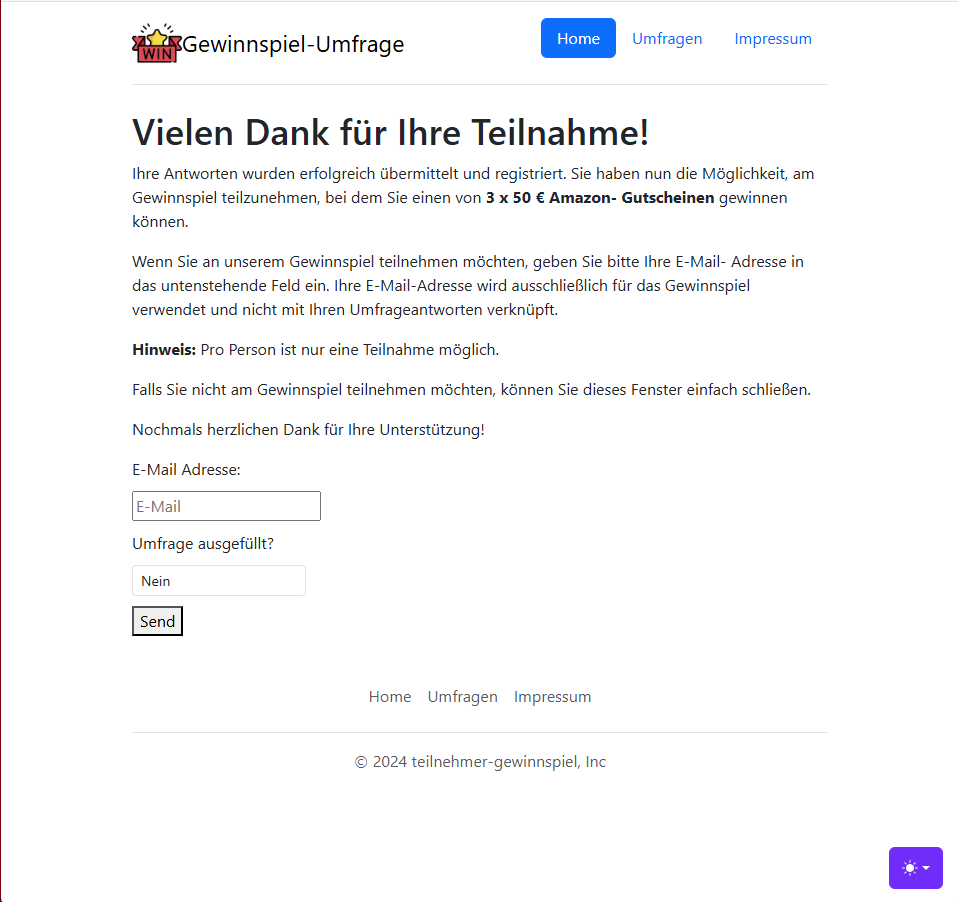 WIN
Gewinnspiel-Umfrage
Home Umfragen Impressum
Vielen Dank für Ihre Teilnahme!
Ihre Antworten wurden erfolgreich übermittelt und registriert. Sie haben nun die Möglichkeit, am
Gewinnspiel teilzunehmen, bei dem Sie einen von 3 x 50 € Amazon- Gutscheinen gewinnen
können.
Wenn Sie an unserem Gewinnspiel teilnehmen möchten, geben Sie bitte Ihre E-Mail- Adresse in
das untenstehende Feld ein. Ihre E-Mail-Adresse wird ausschließlich für das Gewinnspiel
verwendet und nicht mit Ihren Umfrageantworten verknüpft.
Hinweis: Pro Person ist nur eine Teilnahme möglich.
Falls Sie nicht am Gewinnspiel teilnehmen möchten, können Sie dieses Fenster einfach schließen.
Nochmals herzlichen Dank für Ihre Unterstützung!
E-Mail Adresse:
E-Mail
Umfrage ausgefüllt?
Nein
Send
Home Umfragen Impressum
© 2024 teilnehmer-gewinnspiel, Inc